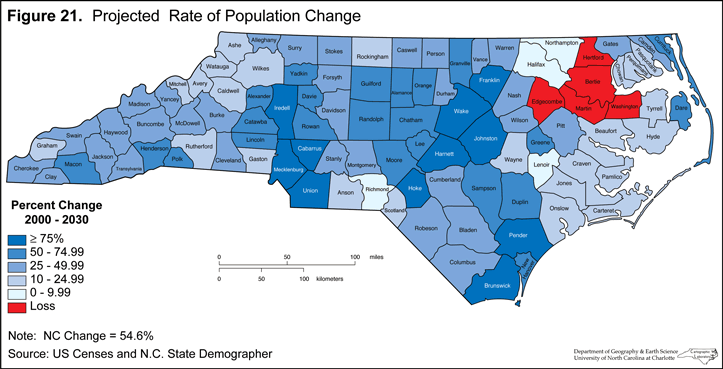 Figure 21. Projected Rate of Population Change
Ashe
Alleghany
Surry
Stokes
Rockingham
Caswell
Person
Granville
Vance
Warren
Northampton
Halifax
Hertford
Gates
Camden
Currituck
Pasquotank
Perquimans
Chowan
Watauga
Wilkes
Yadkin
Forsyth
Guilford
Alamance
Orange
Durham
Franklin
Nash
Bertie
Mitchell
Avery
Caldwell
Alexander
Iredell
Davie
Davidson
Randolph
Chatham
Wake
Wilson
Edgecombe
Martin
Washington
Tyrrell
Dare
Madison
Yancey
Buncombe
McDowell
Burke
Catawba
Rowan
Lee
Johnston
Greene
Pitt
Beaufort
Hyde
Swain
Haywood
Rutherford
Lincoln
Cabarrus
Graham
Jackson
Henderson
Polk
Cleveland
Gaston
Mecklenburg
Stanly
Montgomery
Moore
Harnett
Wayne
Lenoir
Craven
Pamlico
Cherokee
Macon
Clay
Transylvania
Union
Anson
Richmond
Hoke
Cumberland
Sampson
Duplin
Jones
Carteret
Scotland
Robeson
Bladen
Pender
Onslow
Columbus
Brunswick
New
Hanover
Percent Change
2000 - 2030
≥ 75%
50 - 74.99
25 - 49.99
10 - 24.99
0 - 9.99
Loss
0 50 100 miles
0 50 100 kilometers
Note: NC Change = 54.6%
Source: US Censes and N.C. State Demographer
Department of Geography & Earth Science
University of North Carolina at Charlotte